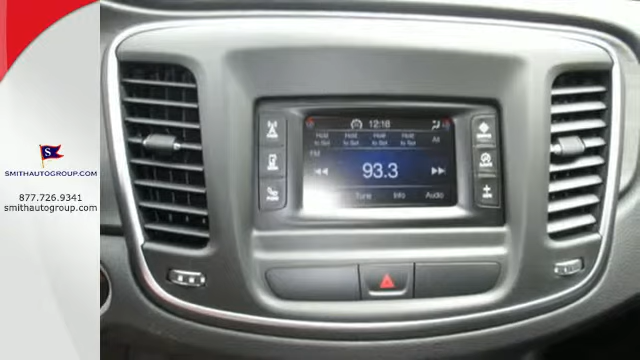 S
SMITHAUTOGROUP.COM
877.726.9341
smithautogroup.com
12:18
Hold Hold Hold Hold
to Set to Set to Set to Set
All
FM
93.3
Tune Info Audio